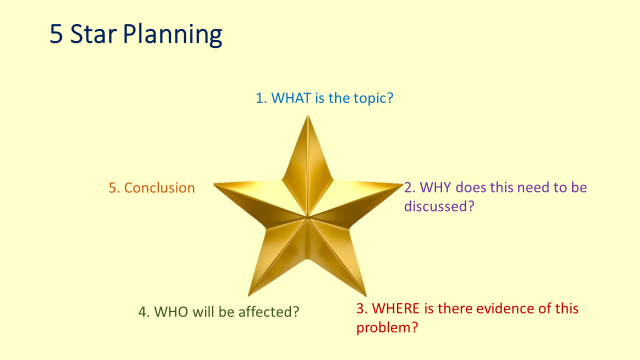 5 Star Planning
1. WHAT is the topic?
2. WHY does this need to be
discussed?
3. WHERE is there evidence of this
problem?
4. WHO will be affected?
5. Conclusion